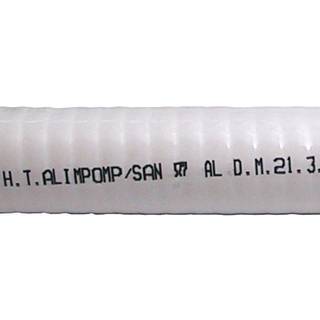 H.T.ALIMPOMP/SAN AL D.M.21.3.